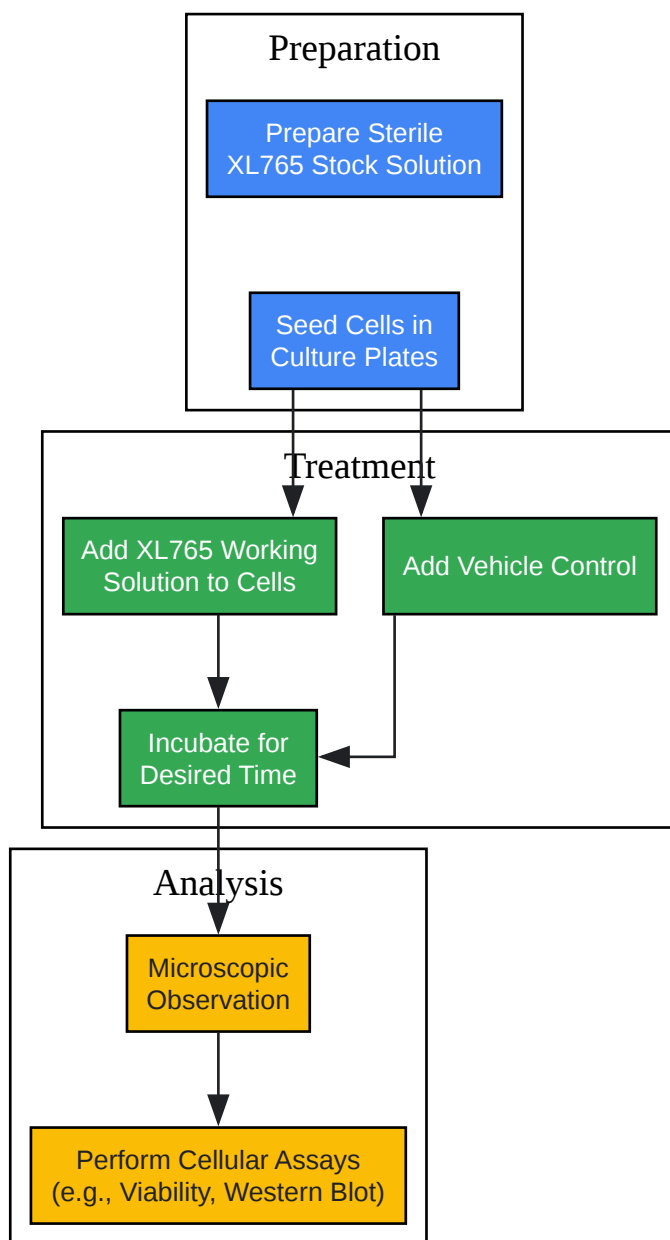 Preparation
Prepare Sterile
XL765 Stock Solution
Seed Cells in
Culture Plates
Treatment
Add XL765 Working
Solution to Cells
Add Vehicle Control
Incubate for
Desired Time
Analysis
Microscopic
Observation
Perform Cellular Assays
(e.g., Viability, Western Blot)